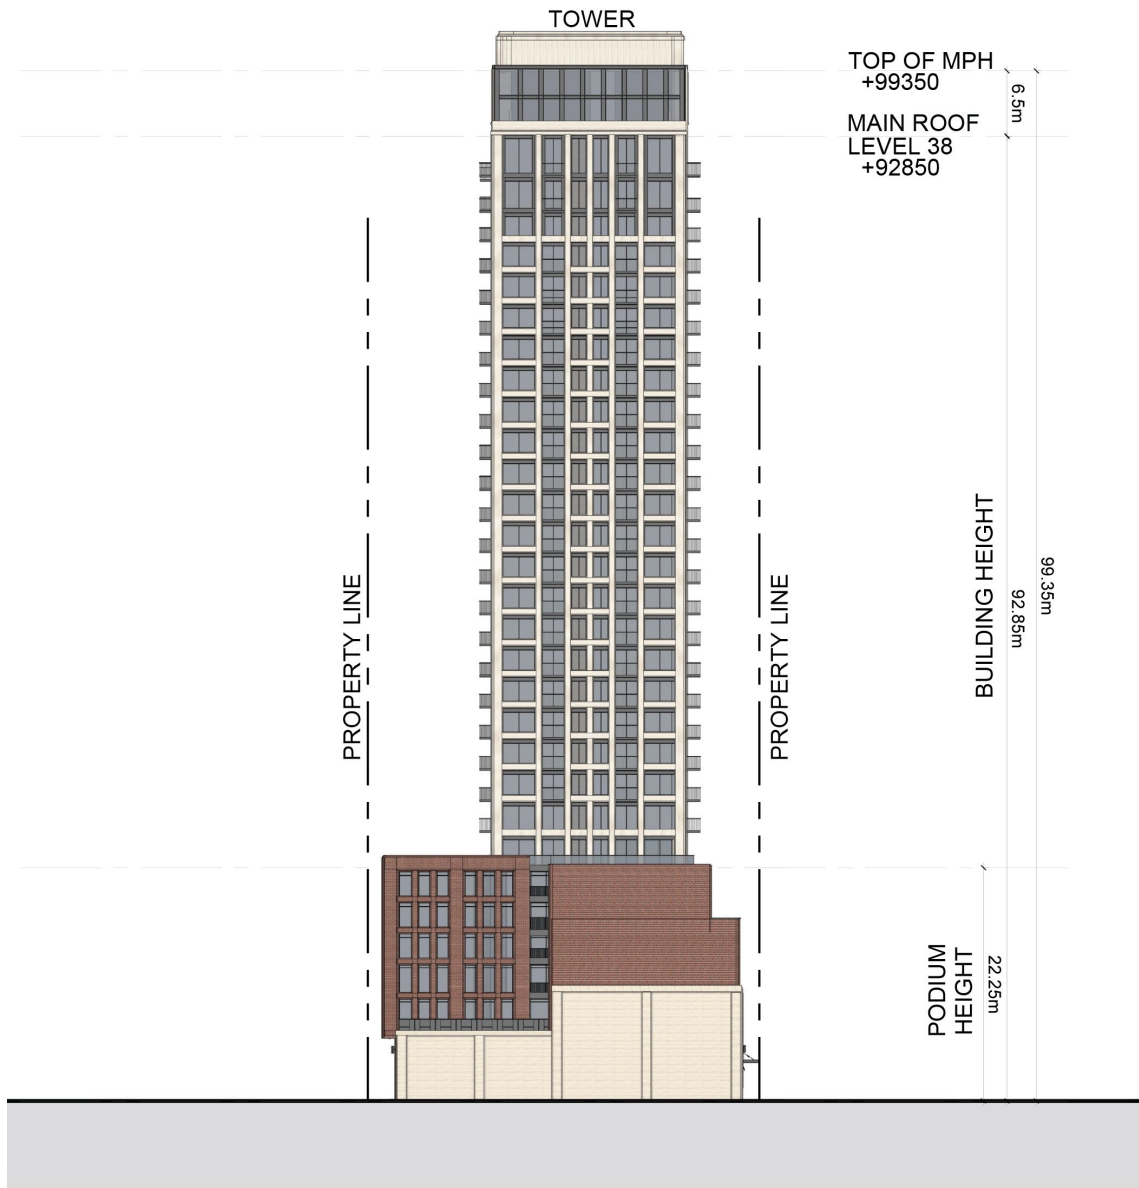 TOWER
TOP OF MPH
+99350
6.5m
MAIN ROOF
LEVEL 38
+92850
PROPERTY LINE
PROPERTY LINE
BUILDING HEIGHT
92.85m
99.35m
PODIUM
HEIGHT
22.25m